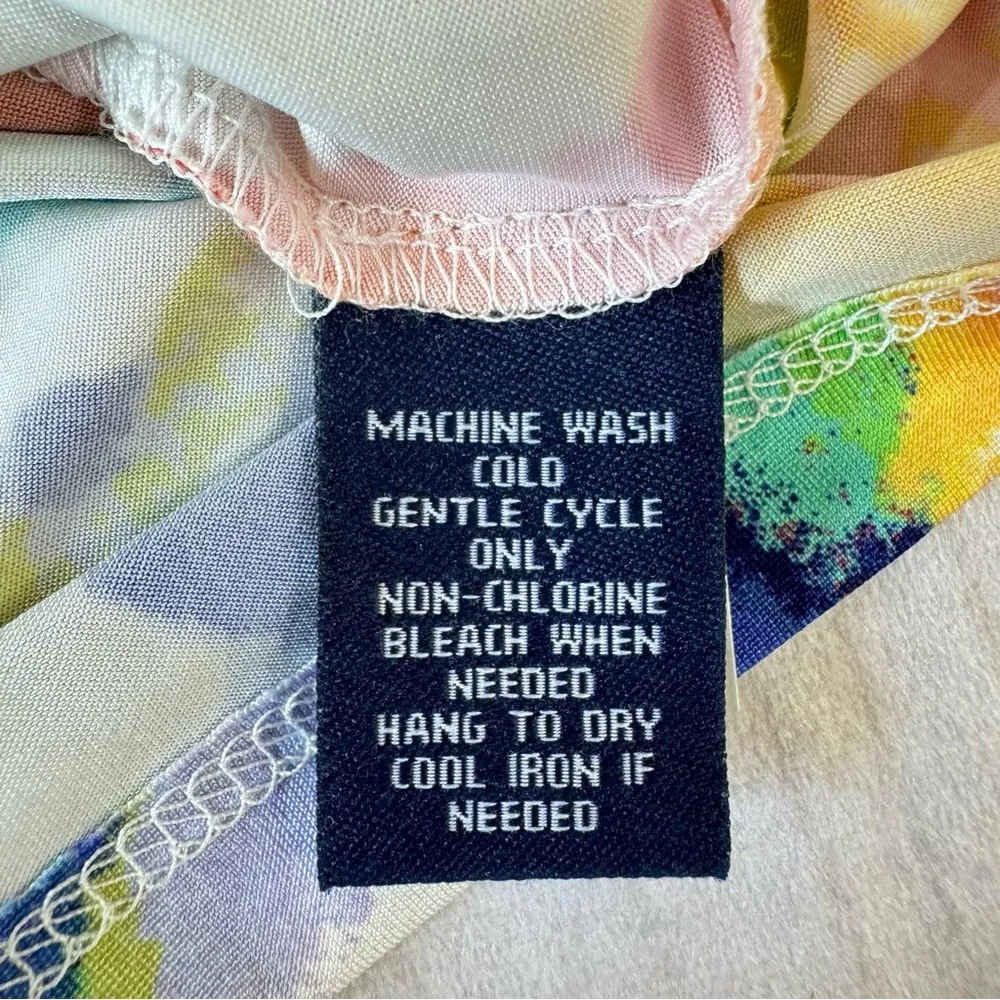 MACHINE WASH
COLD
GENTLE CYCLE
ONLY
NON-CHLORINE
BLEACH WHEN
NEEDED
HANG TO DRY
COOL IRON IF
NEEDED